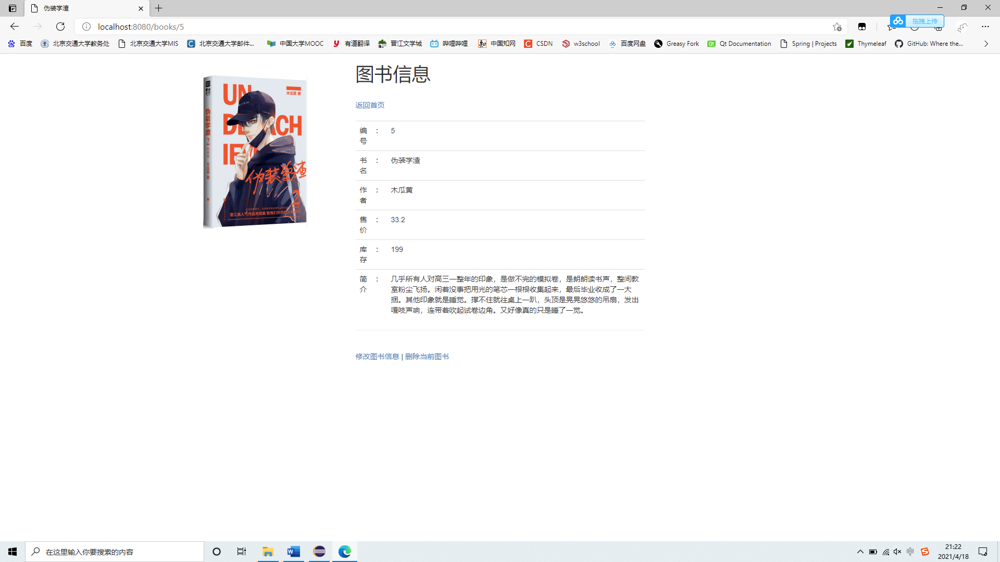 伪装学渣
localhost:8080/books/5
拖拽上传
百度
北京交通大学教务处
北京交通大学MIS
北京交通大学邮件...
中国大学MOOC
有道翻译
晋江文学城
哔哩哔哩
中国知网
CSDN
w3school
百度网盘
Greasy Fork
Qt Documentation
Spring | Projects
Thymeleaf
GitHub: Where the...
图书信息
返回首页
UN
CH
木瓜黄 著
伪装学渣
2
木瓜黄 著
伪装学渣
2
编号 : 5
书名 : 伪装学渣
作者 : 木瓜黄
售价 : 33.2
库存 : 199
简介 : 几乎所有人对高三一整年的印象，是做不完的模拟卷，是朗朗读书声，整间教
室粉尘飞扬。闲着没事把用光的笔芯一根根收集起来，最后毕业收成了一大
捆。其他印象就是睡觉。撑不住就往桌上一趴，头顶是晃晃悠悠的吊扇，发出
嘎吱声响，连带着吹起试卷边角。又好像真的只是睡了一觉。
修改图书信息 | 删除当前图书
在这里输入你要搜索的内容
中
21:22
2021/4/18